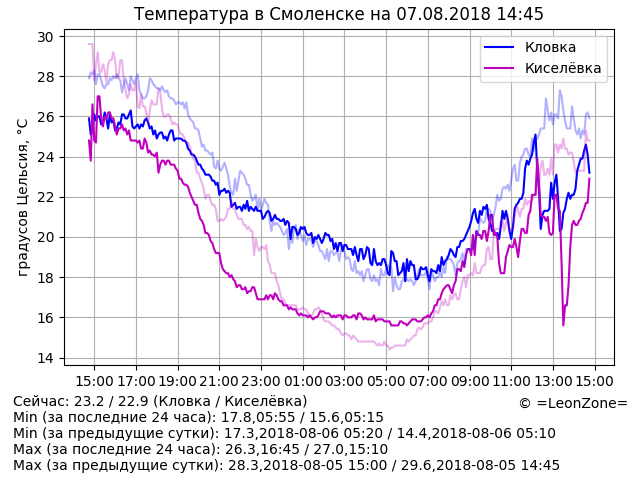 Температура в Смоленске на 07.08.2018 14:45
градусов Цельсия, °C
30
28
26
24
22
20
18
16
14
Кловка
Киселёвка
15:00 17:00 19:00 21:00 23:00 01:00 03:00 05:00 07:00 09:00 11:00 13:00 15:00
Сейчас: 23.2 / 22.9 (Кловка / Киселёвка)
© =LeonZone=
Min (за последние 24 часа): 17.8,05:55 / 15.6,05:15
Min (за предыдущие сутки): 17.3,2018-08-06 05:20 / 14.4,2018-08-06 05:10
Max (за последние 24 часа): 26.3,16:45 / 27.0,15:10
Max (за предыдущие сутки): 28.3,2018-08-05 15:00 / 29.6,2018-08-05 14:45